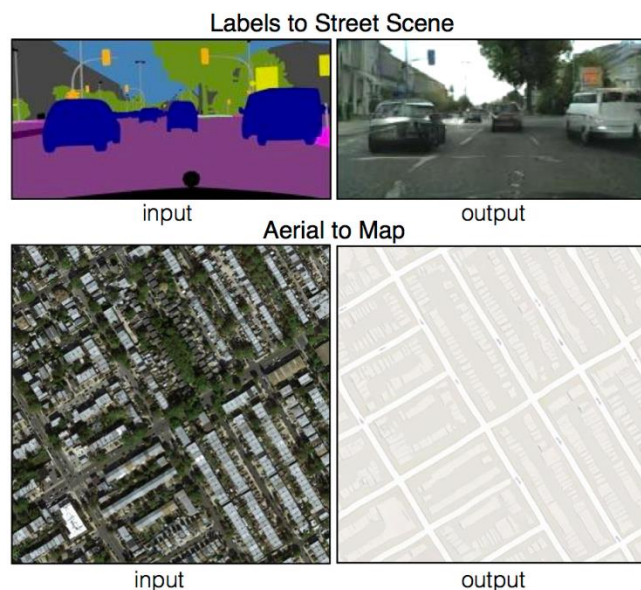 Labels to Street Scene
input
output
Aerial to Map
input
output